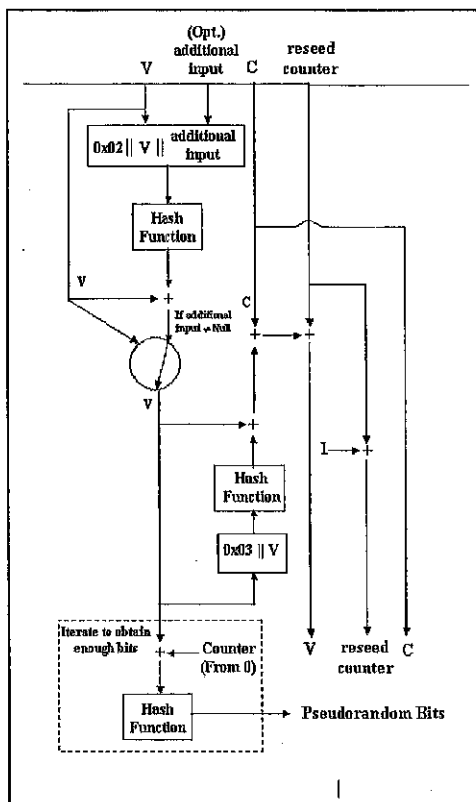 (Opt.)
additional
input
V
C
reseed
counter
0x02 || V ||
additional
input
Hash
Function
V
+
If additional
input ≠ Null
C
+
+
V
+
1
+
Hash
Function
0x03 || V
Iterate to obtain
enough bits
+
Counter
(From 0)
V
reseed
counter
C
Hash
Function
Pseudorandom Bits